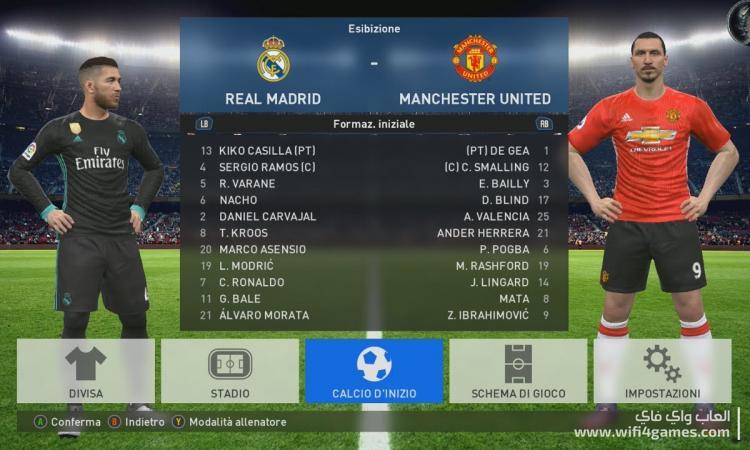 Esibizione
-
REAL MADRID
MANCHESTER UNITED
LB Formaz. iniziale RB
13 KIKO CASILLA (PT) (PT) DE GEA 1
4 SERGIO RAMOS (C) (C) C. SMALLING 12
5 R. VARANE E. BAILLY 3
6 NACHO D. BLIND 17
2 DANIEL CARVAJAL A. VALENCIA 25
8 T. KROOS ANDER HERRERA 21
20 MARCO ASENSIO P. POGBA 6
19 L. MODRIĆ M. RASHFORD 19
7 C. RONALDO J. LINGARD 14
11 G. BALE MATA 8
21 ÁLVARO MORATA Z. IBRAHIMOVIĆ 9
Fly
Emirates
MANCHESTER
UNITED
CHEVROLET
9
DIVISA
STADIO
CALCIO D'INIZIO
SCHEMA DI GIOCO
IMPOSTAZIONI
A Conferma B Indietro Y Modalità allenatore
العاب واي فاي
www.wifi4games.com